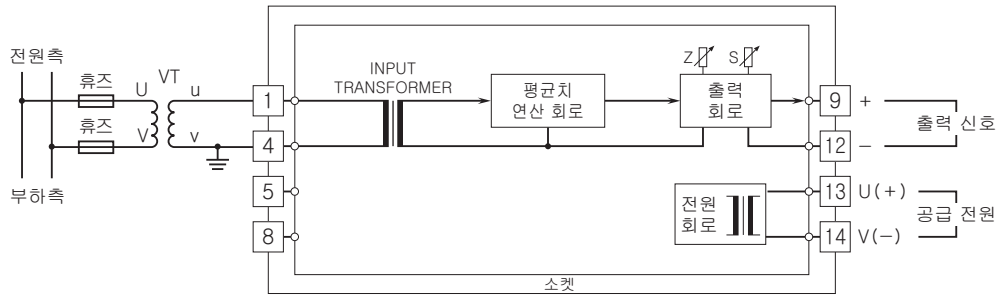 전원측
휴즈
VT
U
u
V
v
휴즈
부하측
1
4
5
8
INPUT
TRANSFORMER
평균치
연산 회로
Z
S
출력
회로
전원
회로
9
+
12
−
출력 신호
13
U(+)
14
V(−)
공급 전원
소켓